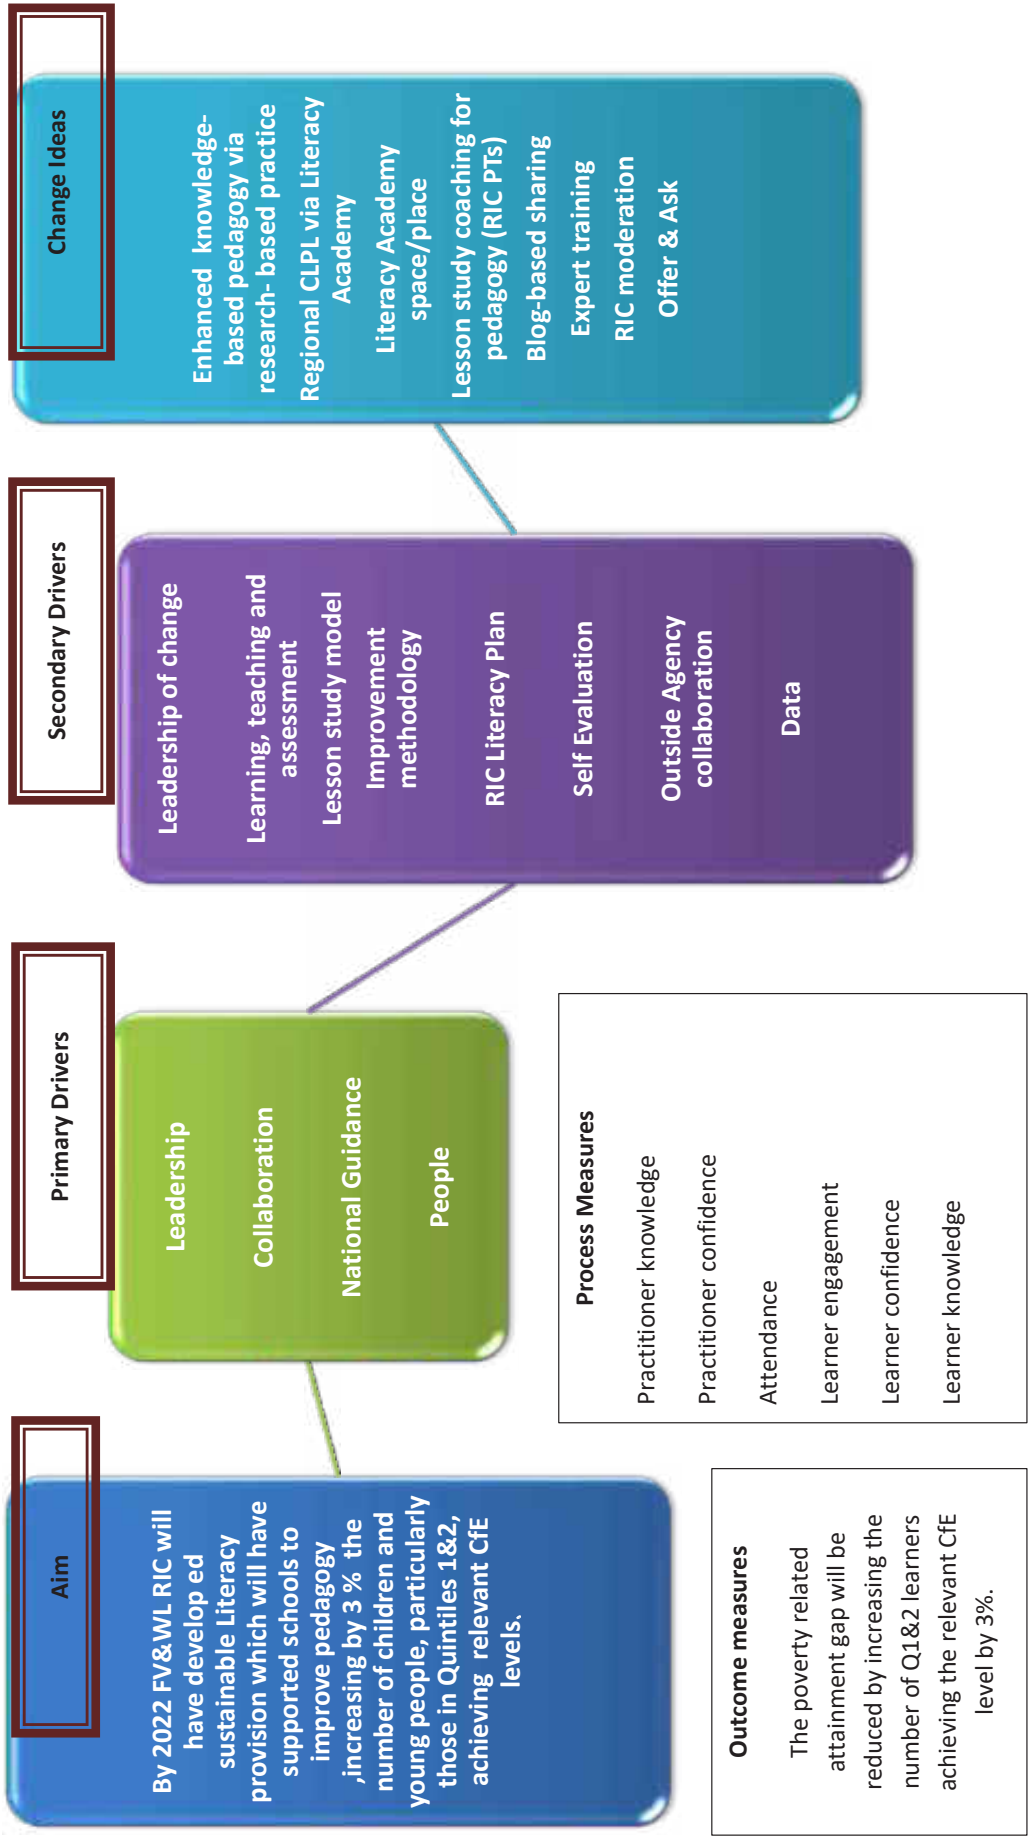 Aim
By 2022 FV&WL RIC will
have develop ed
sustainable Literacy
provision which will have
supported schools to
improve pedagogy
,increasing by 3 % the
number of children and
young people, particularly
those in Quintiles 1&2,
achieving relevant CfE
levels.
Outcome measures
The poverty related
attainment gap will be
reduced by increasing the
number of Q1&2 learners
achieving the relevant CfE
level by 3%.
Primary Drivers
Leadership
Collaboration
National Guidance
People
Process Measures
Practitioner knowledge
Practitioner confidence
Attendance
Learner engagement
Learner confidence
Learner knowledge
Secondary Drivers
Leadership of change
Learning, teaching and
assessment
Lesson study model
Improvement
methodology
RIC Literacy Plan
Self Evaluation
Outside Agency
collaboration
Data
Change Ideas
Enhanced knowledge-
based pedagogy via
research- based practice
Regional CLPL via Literacy
Academy
Literacy Academy
space/place
Lesson study coaching for
pedagogy (RIC PTs)
Blog-based sharing
Expert training
RIC moderation
Offer & Ask